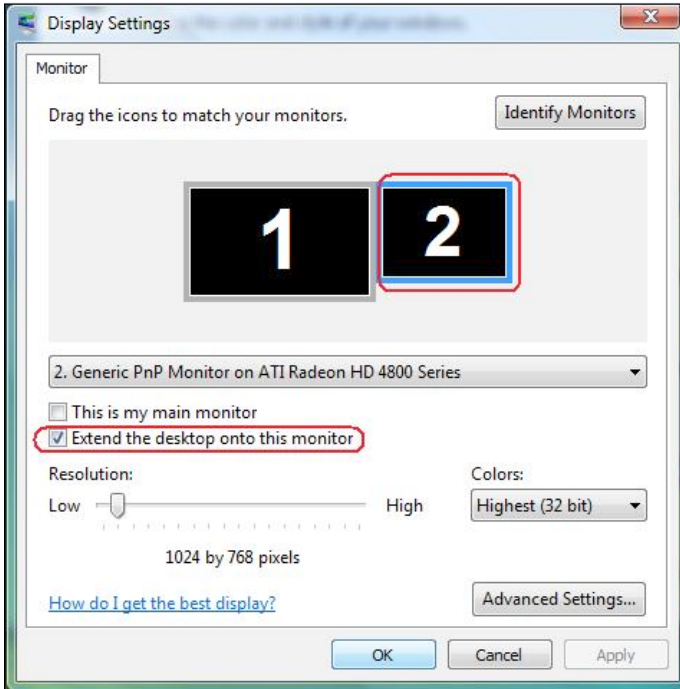 Display Settings
Monitor
Drag the icons to match your monitors.
Identify Monitors
1
2
2. Generic PnP Monitor on ATI Radeon HD 4800 Series
This is my main monitor
Extend the desktop onto this monitor
Resolution:
Colors:
Low
High
Highest (32 bit)
1024 by 768 pixels
How do I get the best display?
Advanced Settings...
OK
Cancel
Apply